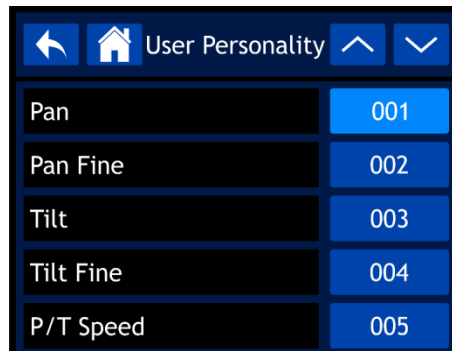 User Personality
Pan 001
Pan Fine 002
Tilt 003
Tilt Fine 004
P/T Speed 005